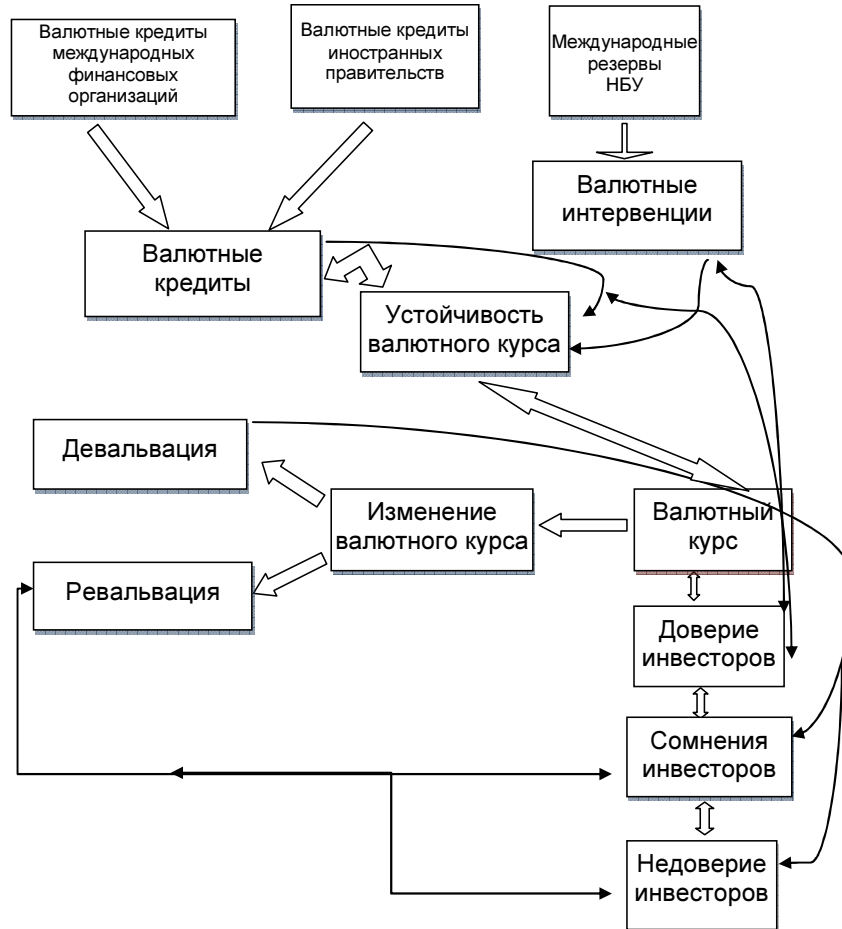 Валютные кредиты
международных
финансовых
организаций
Валютные кредиты
иностранных
правительств
Международные
резервы
НБУ
Валютные
интервенции
Валютные
кредиты
Устойчивость
валютного курса
Девальвация
Изменение
валютного курса
Валютный
курс
Ревальвация
Доверие
инвесторов
Сомнения
инвесторов
Недоверие
инвесторов